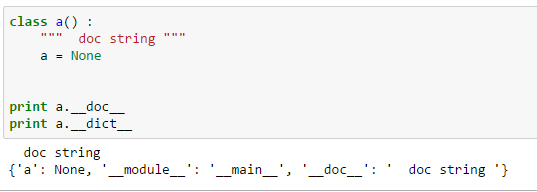 class a() :
    """  doc string """
    a = None
print a.__doc__
print a.__dict__
  doc string
{'a': None, '__module__': '__main__', '__doc__': '  doc string '}